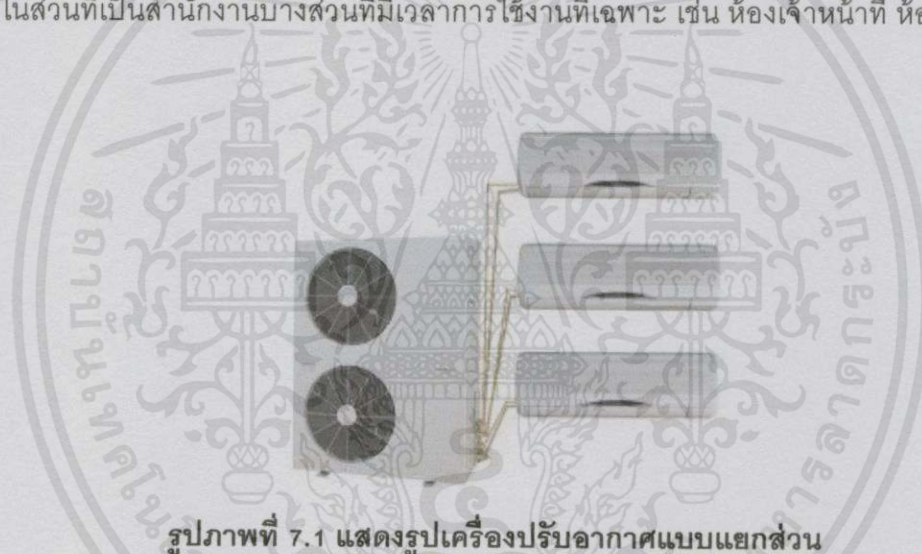 ในส่วนที่เป็นสำนักงานบางส่วนที่มีเวลาการใช้งานที่เฉพาะ เช่น ห้องเจ้าหน้าที่
รูปภาพที่ 7.1 แสดงรูปเครื่องปรับอากาศแบบแยกส่วน